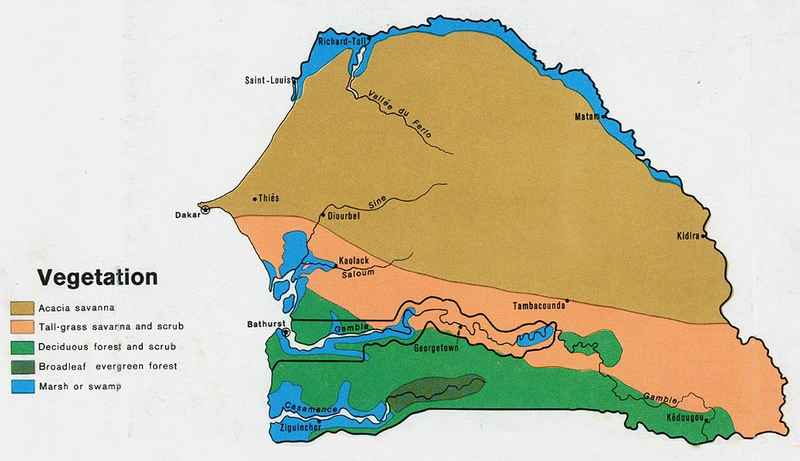 Richard-Toll
Saint-Louis
Vallée du Ferlo
Matam
Thiés
Dakar
Diourbel
Sine
Kidira
Kaolack
Saloum
Vegetation
Acacia savanna
Tall-grass savanna and scrub
Deciduous forest and scrub
Broadleaf evergreen forest
Marsh or swamp
Tambacounda
Bathurst
Gambie
Georgetown
Gambie
Casamance
Ziguinchor
Kédougou